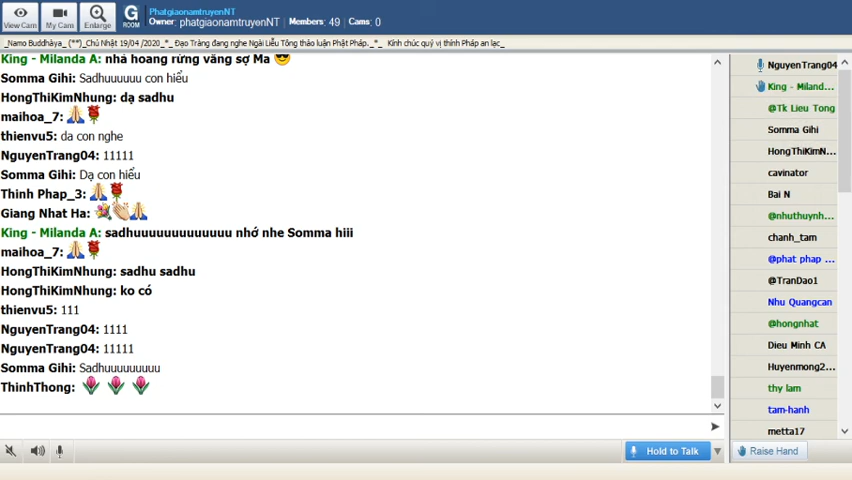 View Cam
My Cam
Enlarge
G
ROOM
PhatgiaonamtruyenNT
Owner: phatgiaonamtruyenNT | Members: 49 | Cams: 0
_Namo Buddhàya_ (**)_Chủ Nhật 19/04 /2020_*_ Đạo Tràng đang nghe Ngài Liễu Tông thảo luận Phật Pháp._*_ Kính chúc quý vị thính Pháp an lạc_
King - Milanda A: nhà hoang rừng vắng sợ Ma
Somma Gihi: Sadhuuuuuu con hiểu
HongThiKimNhung: dạ sadhu
maihoa_7:
thienvu5: da con nghe
NguyenTrang04: 11111
Somma Gihi: Dạ con hiểu
Thinh Phap_3:
Giang Nhat Ha:
King - Milanda A: sadhuuuuuuuuuuuuu nhớ nhe Somma hiii
maihoa_7:
HongThiKimNhung: sadhu sadhu
HongThiKimNhung: ko có
thienvu5: 111
NguyenTrang04: 1111
NguyenTrang04: 11111
Somma Gihi: Sadhuuuuuuuuu
ThinhThong:
Hold to Talk
NguyenTrang04
King - Miland...
@Tk Lieu Tong
Somma Gihi
HongThiKimN...
cavinator
Bai N
@nhuthuynh...
chanh_tam
@phat phap ...
@TranDao1
Nhu Quangcan
@hongnhat
Dieu Minh CA
Huyenmong2...
thy lam
tam-hanh
metta17
Raise Hand